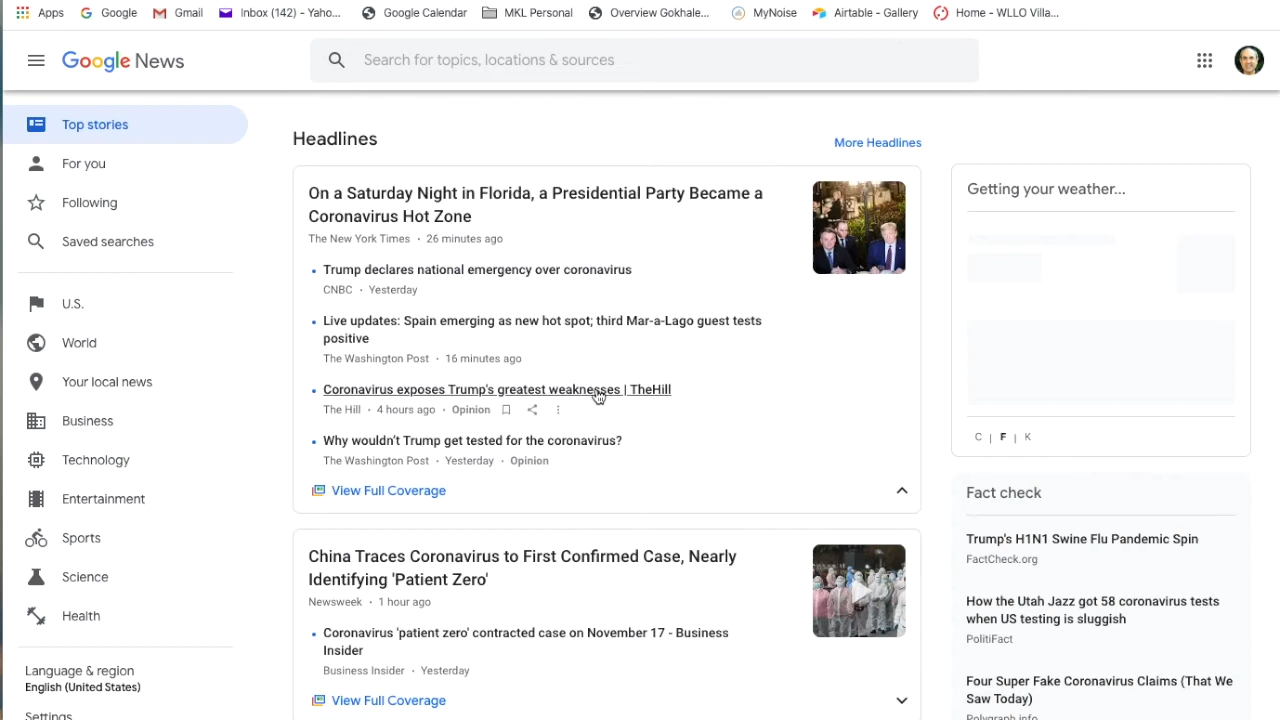 Apps
Google
Gmail
Inbox (142) - Yaho...
Google Calendar
MKL Personal
Overview Gokhale...
MyNoise
Airtable - Gallery
Home - WLLO Villa...
Google News
Search for topics, locations & sources
Top stories
For you
Following
Saved searches
U.S.
World
Your local news
Business
Technology
Entertainment
Sports
Science
Health
Language & region
English (United States)
Settings
Headlines
More Headlines
On a Saturday Night in Florida, a Presidential Party Became a
Coronavirus Hot Zone
The New York Times • 26 minutes ago
Trump declares national emergency over coronavirus
CNBC • Yesterday
Live updates: Spain emerging as new hot spot; third Mar-a-Lago guest tests
positive
The Washington Post • 16 minutes ago
Coronavirus exposes Trump's greatest weaknesses | TheHill
The Hill • 4 hours ago • Opinion
Why wouldn't Trump get tested for the coronavirus?
The Washington Post • Yesterday • Opinion
View Full Coverage
China Traces Coronavirus to First Confirmed Case, Nearly
Identifying 'Patient Zero'
Newsweek • 1 hour ago
Coronavirus 'patient zero' contracted case on November 17 - Business
Insider
Business Insider • Yesterday
View Full Coverage
Getting your weather...
C | F | K
Fact check
Trump's H1N1 Swine Flu Pandemic Spin
FactCheck.org
How the Utah Jazz got 58 coronavirus tests
when US testing is sluggish
PolitiFact
Four Super Fake Coronavirus Claims (That We
Saw Today)
Polygraph.info